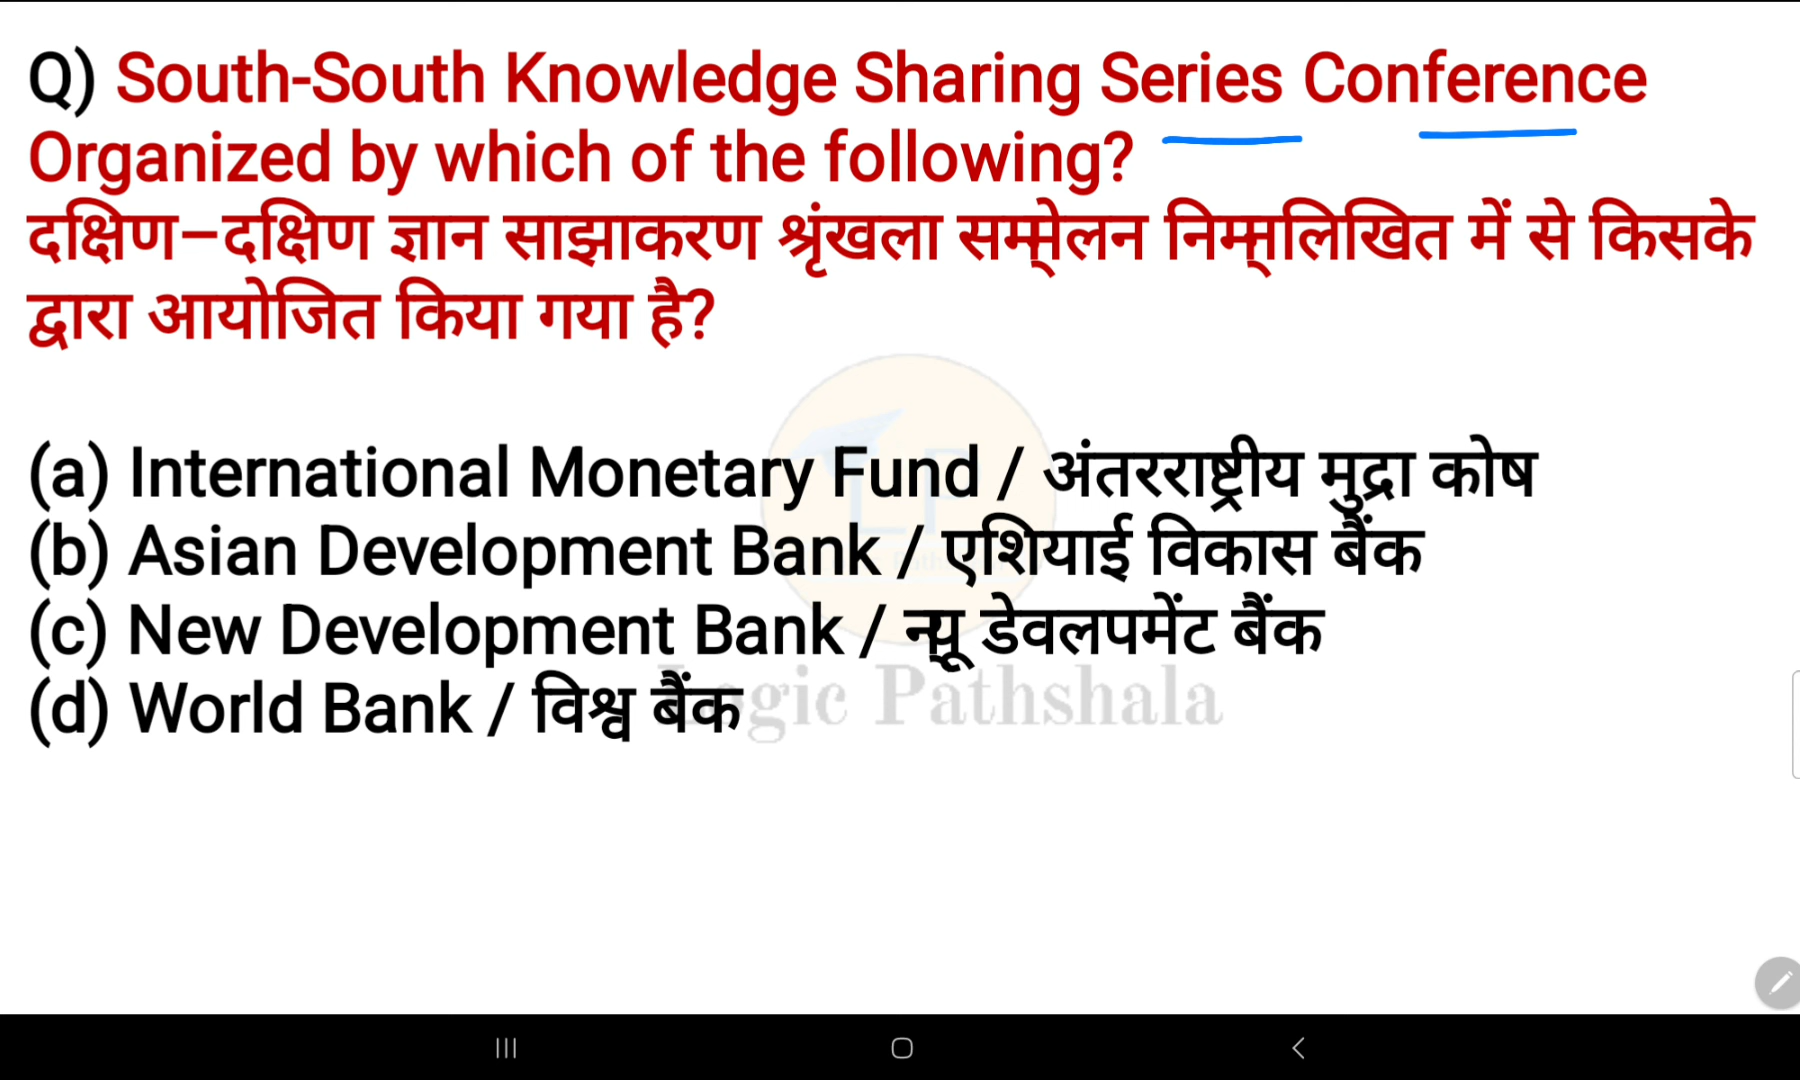 Q) South-South Knowledge Sharing Series Conference
Organized by which of the following?
दक्षिण–दक्षिण ज्ञान साझाकरण श्रृंखला सम्मेलन निम्नलिखित में से किसके
द्वारा आयोजित किया गया है?
(a) International Monetary Fund / अंतरराष्ट्रीय मुद्रा कोष
(b) Asian Development Bank / एशियाई विकास बैंक
(c) New Development Bank / न्यू डेवलपमेंट बैंक
(d) World Bank / विश्व बैंक
Logic Pathshala